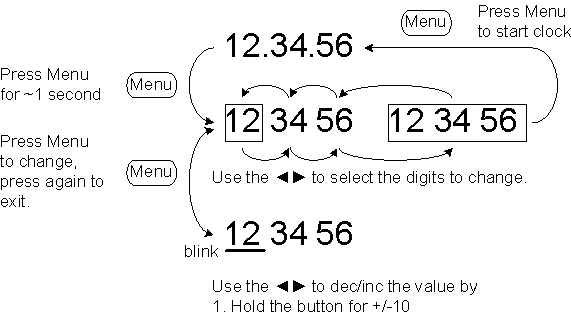 Menu
Press Menu
to start clock
12.34.56
Press Menu
for ~1 second
Menu
12 34 56
12 34 56
Press Menu
to change,
press again to
exit.
Menu
Use the ◄► to select the digits to change.
blink
12 34 56
Use the ◄► to dec/inc the value by
1. Hold the button for +/-10